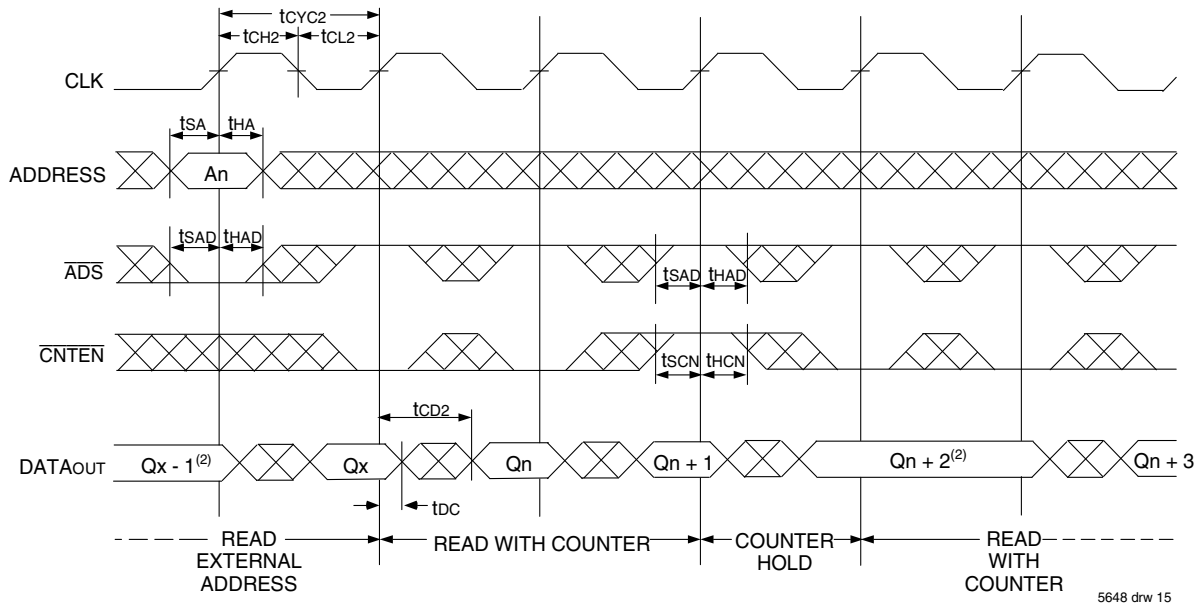 tCYC2
tCH2 tCL2
CLK
tSA tHA
ADDRESS An
tSAD tHAD
ADS tSAD tHAD
CNTEN
tSCN tHCN
tCD2
DATAOUT Qx - 1(2) Qx Qn Qn + 1 Qn + 2(2) Qn + 3
tDC
READ EXTERNAL ADDRESS
READ WITH COUNTER
COUNTER HOLD
READ WITH COUNTER
5648 drw 15